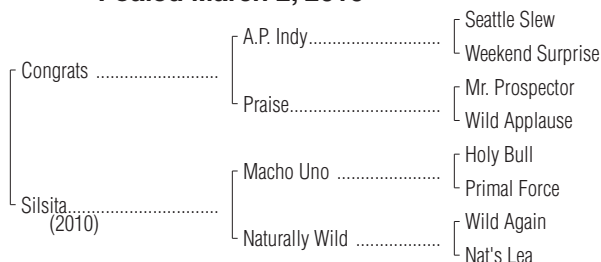 Foaled March 2,
Seattle Slew
A.P. Indy
Weekend Surprise
Congrats
Mr. Prospector
Praise
Wild Applause
Holy Bull
Macho Uno
Primal Force
Silsita
(2010)
Wild Again
Naturally Wild
Nat's Lea